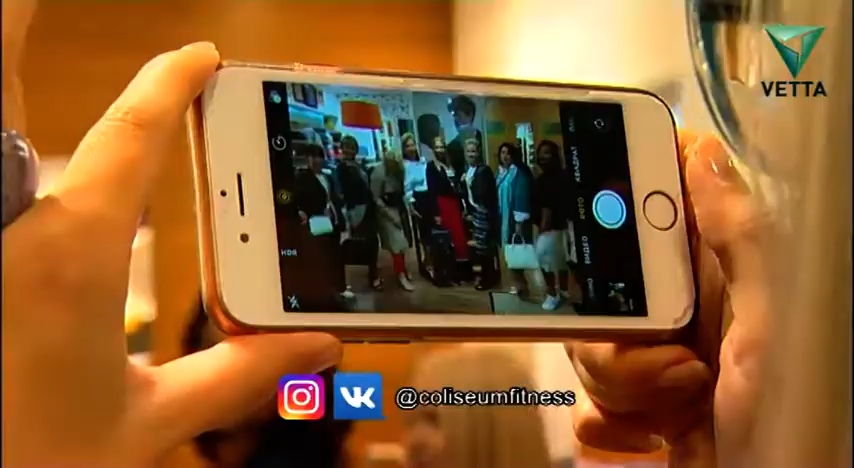 VETTA
HDR
КВАДРАТ
ФОТО
ВИДЕО
@coliseumfitness